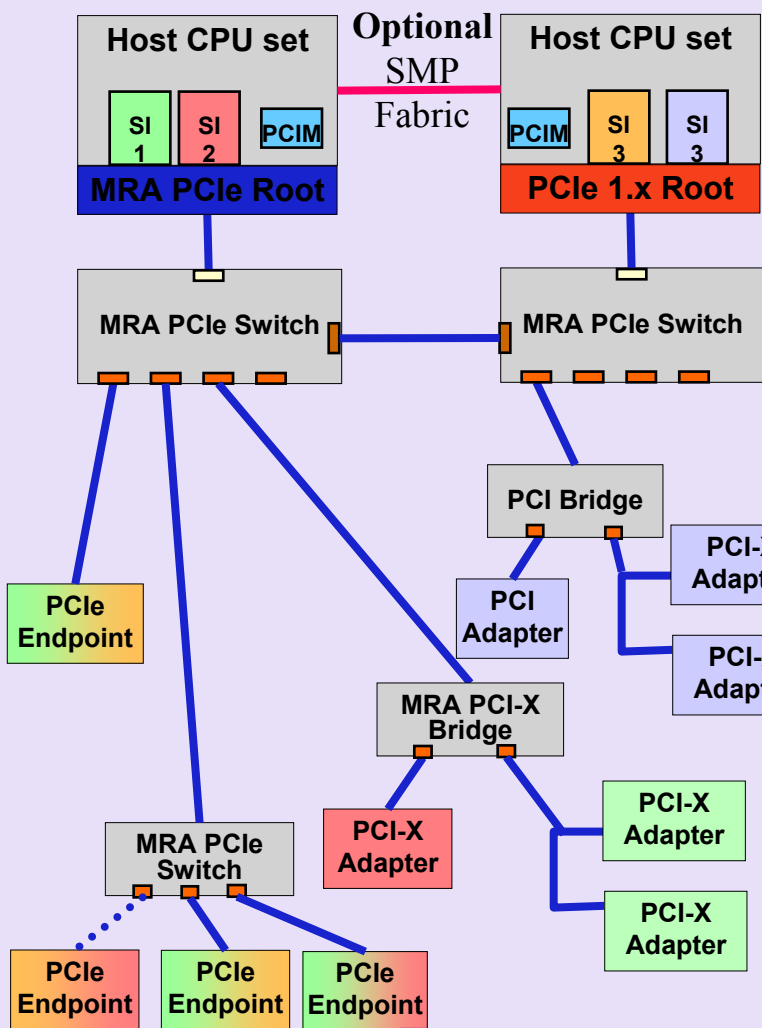 Host CPU set
Optional
SMP
Fabric
Host CPU set
SI
1
SI
2
PCIM
PCIM
SI
3
SI
3
MRA PCIe Root
PCIe 1.x Root
MRA PCIe Switch
MRA PCIe Switch
PCI Bridge
PCIe
Endpoint
PCI
Adapter
MRA PCI-X
Bridge
MRA PCIe
Switch
PCI-X
Adapter
PCI-X
Adapter
PCI-X
Adapter
PCIe
Endpoint
PCIe
Endpoint
PCIe
Endpoint